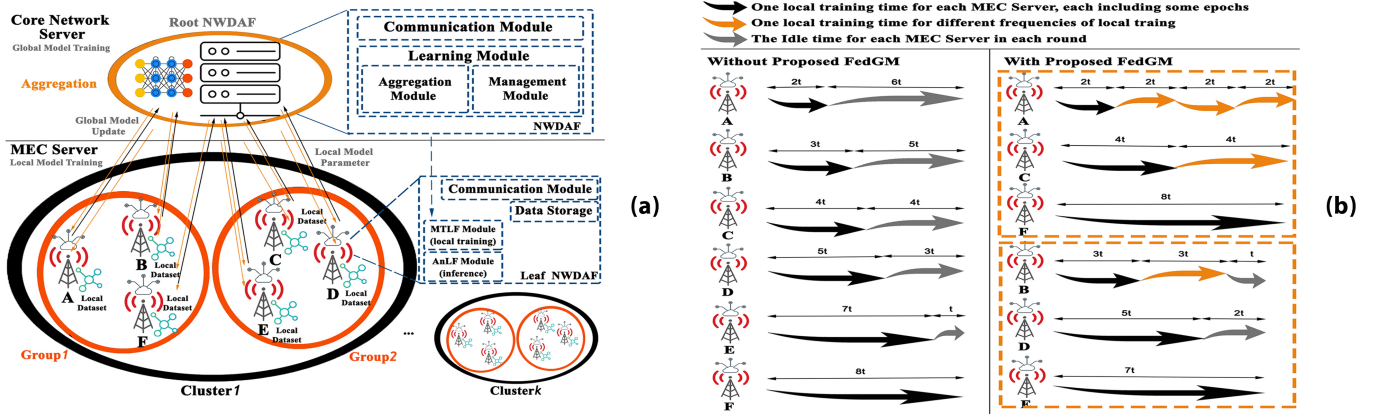 Core Network
Server
Global Model Training
Root NWDAF
Aggregation
Global Model
Update
Communication Module
Learning Module
Aggregation
Module
Management
Module
NWDAF
MEC Server
Local Model Training
Local Model
Parameter
Communication Module
Data Storage
MTLF Module
(local training)
AnLF Module
(inference)
Leaf NWDAF
A
Local
Dataset
B
Local
Dataset
F
Local
Dataset
C
Local
Dataset
D
Local
Dataset
E
Local
Dataset
Group1
Group2
Cluster1
...
Clusterk
(a)
One local training time for each MEC Server, each including some epochs
One local training time for different frequencies of local traing
The Idle time for each MEC Server in each round
Without Proposed FedGM
2t
6t
A
3t
5t
B
4t
4t
C
5t
3t
D
7t
t
E
8t
F
With Proposed FedGM
2t
2t
2t
2t
A
4t
4t
C
8t
F
3t
3t
t
B
5t
2t
D
7t
E
(b)